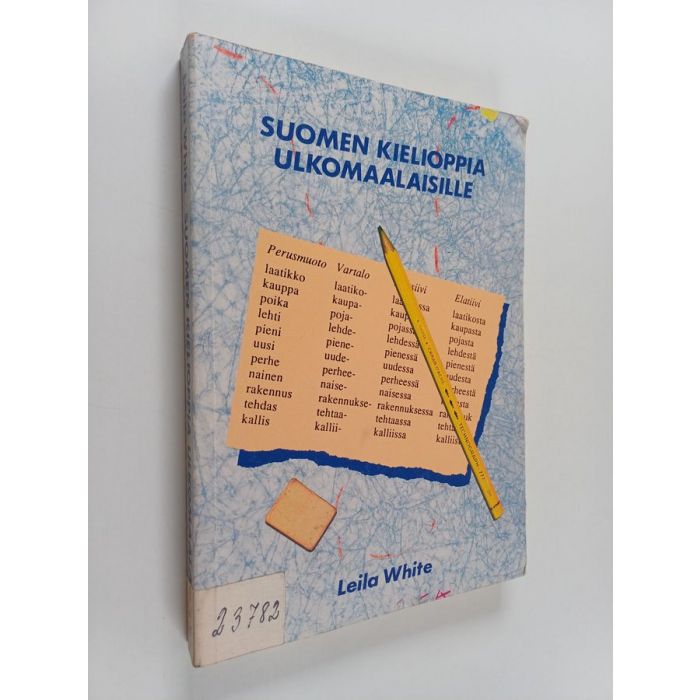 SUOMEN KIELIOPPIA
ULKOMAALAISILLE
Perusmuoto Vartalo Elatiivi
laatikko laatiko- laatikosta
kauppa kaupa- kaupasta
poika poja- pojassa pojasta
lehti lehde- lehdessä lehdestä
pieni piene- pienessä pienestä
uusi uude- uudessa
perhe perhee- perheessä
nainen naise- naisessa
rakennus rakennukse- rakennuksessa
tehdas tehtaa- tehtaassa
kallis kallii- kalliissa
Leila White
23782